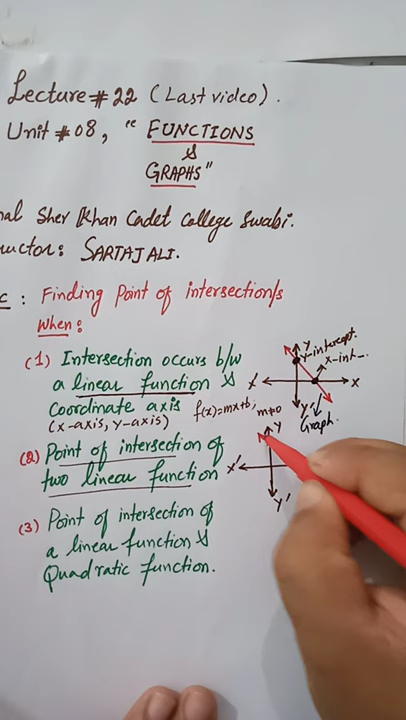 Lecture # 22 (Last video).
Unit # 08, " FUNCTIONS
&
GRAPHS"
nal Sher Khan Cadet College Swabi.
uctor: SARTAJ ALI.
c : Finding Point of intersection/s
When:
(1) Intersection occurs b/w
a linear function &
Coordinate axis
(x-axis, y-axis)
f(x)=mx+b, m≠0
(2) Point of intersection of
two linear function
(3) Point of intersection of
a linear function &
Quadratic function.
Y
y-intercept.
x-int-.
X'
X
Y'
Graph.
Y
X'
Y'